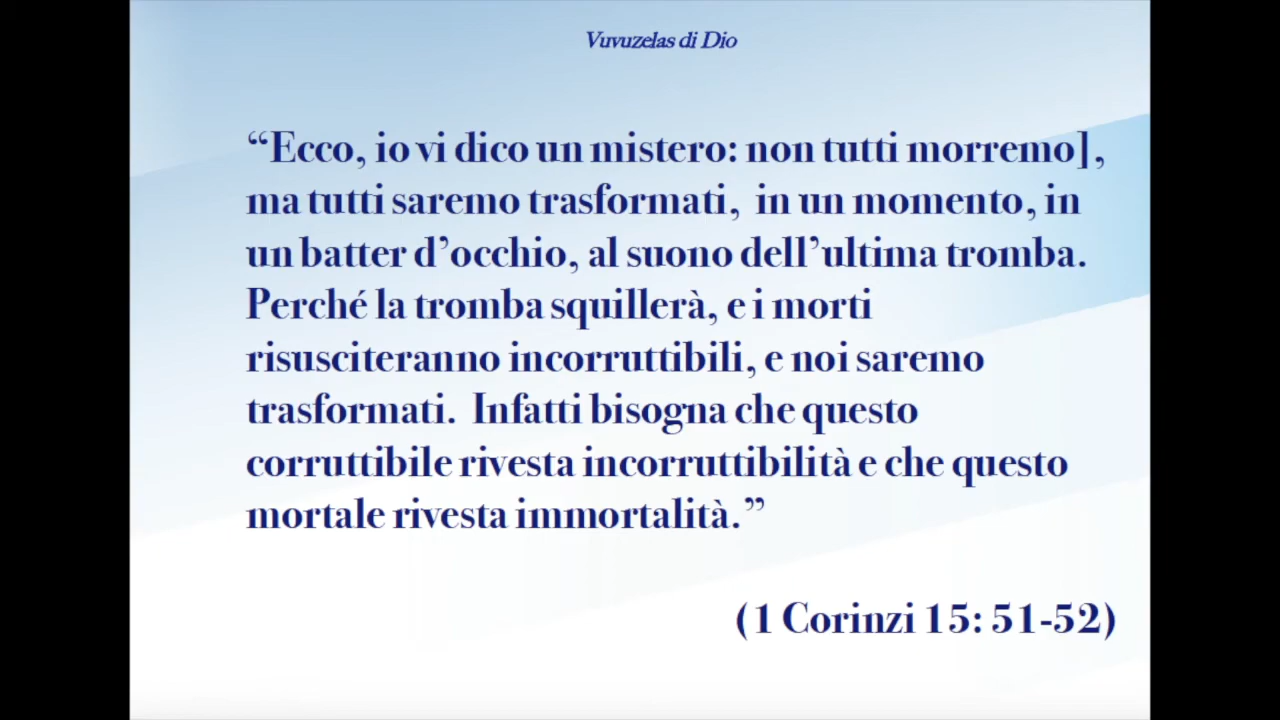 Vuvuzelas di Dio
“Ecco, io vi dico un mistero: non tutti morremo],
ma tutti saremo trasformati, in un momento, in
un batter d’occhio, al suono dell’ultima tromba.
Perché la tromba squillerà, e i morti
risusciteranno incorruttibili, e noi saremo
trasformati. Infatti bisogna che questo
corruttibile rivesta incorruttibilità e che questo
mortale rivesta immortalità.”
(1 Corinzi 15: 51-52)